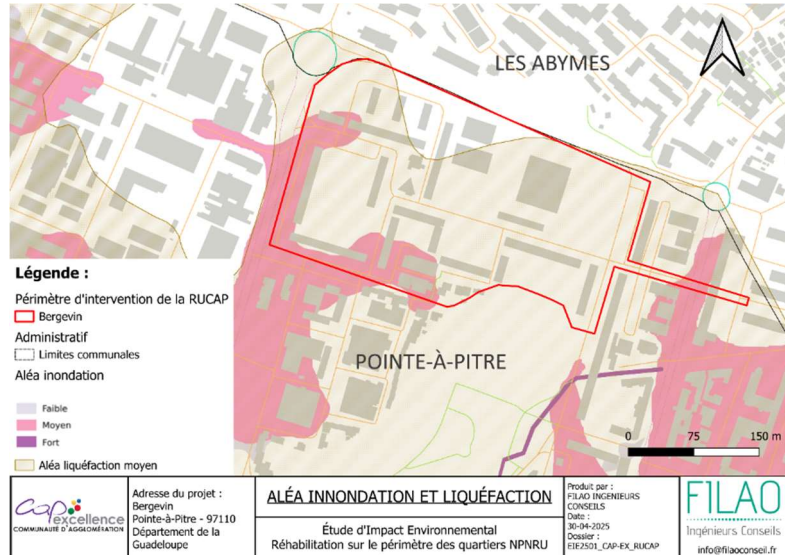 LES ABYMES
POINTE-À-PITRE
Légende :
Périmètre d'intervention de la RUCAP
Bergevin
Administratif
Limites communales
Aléa inondation
Faible
Moyen
Fort
Aléa liquéfaction moyen
0 75 150 m
Cap excellence
COMMUNAUTÉ D'AGGLOMÉRATION
Adresse du projet :
Bergevin
Pointe-à-Pitre - 97110
Département de la
Guadeloupe
ALÉA INNONDATION ET LIQUÉFACTION
Étude d'Impact Environnemental
Réhabilitation sur le périmètre des quartiers NPNRU
Produit par :
FILAO INGENIEURS
CONSEILS
Date :
30-04-2025
Dossier :
EIE2501_CAP-EX_RUCAP
FILAO
Ingénieurs Conseils
info@filaoconseil.fr